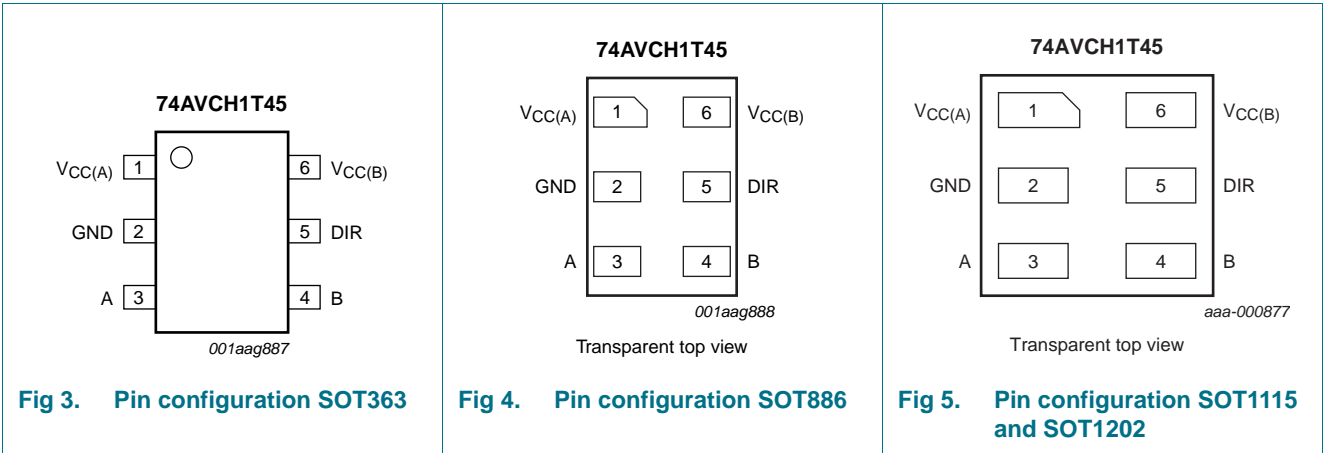 74AVCH1T45
VCC(A) 1 6 VCC(B)
GND 2 5 DIR
A 3 4 B
001aag887
Fig 3. Pin configuration SOT363
74AVCH1T45
VCC(A) 1 6 VCC(B)
GND 2 5 DIR
A 3 4 B
001aag888
Transparent top view
Fig 4. Pin configuration SOT886
74AVCH1T45
VCC(A) 1 6 VCC(B)
GND 2 5 DIR
A 3 4 B
aaa-000877
Transparent top view
Fig 5. Pin configuration SOT1115
and SOT1202